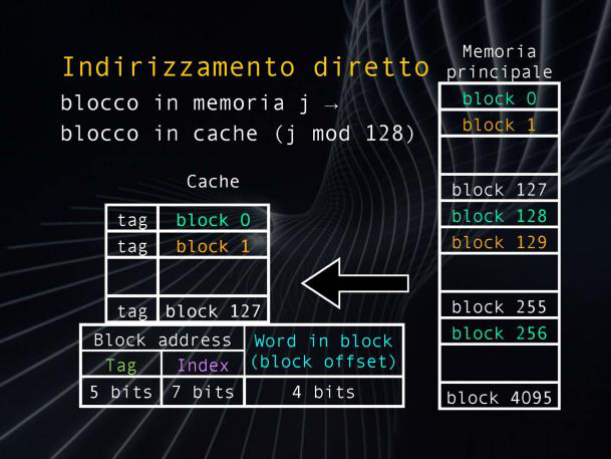 Indirizzamento diretto
blocco in memoria j →
blocco in cache (j mod 128)
Memoria
principale
block 0
block 1
block 127
block 128
block 129
block 255
block 256
block 4095
Cache
tag block 0
tag block 1
tag block 127
Block address
Word in block
(block offset)
Tag Index
5 bits 7 bits 4 bits